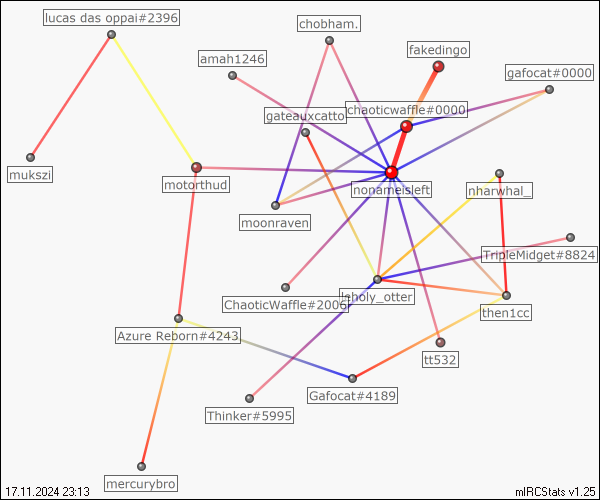 lucas das oppai#2396
chobham.
fakedingo
amah1246
gafocat#0000
gateauxcatto
chaoticwaffle#0000
mukszi
motorthud
nonameisleft
nharwhal_
moonraven
TripleMidget#8824
ChaoticWaffle#2006
holy_otter
then1cc
Azure Reborn#4243
tt532
Gafocat#4189
Thinker#5995
mercurybro
17.11.2024 23:13
mIRCStats v1.25